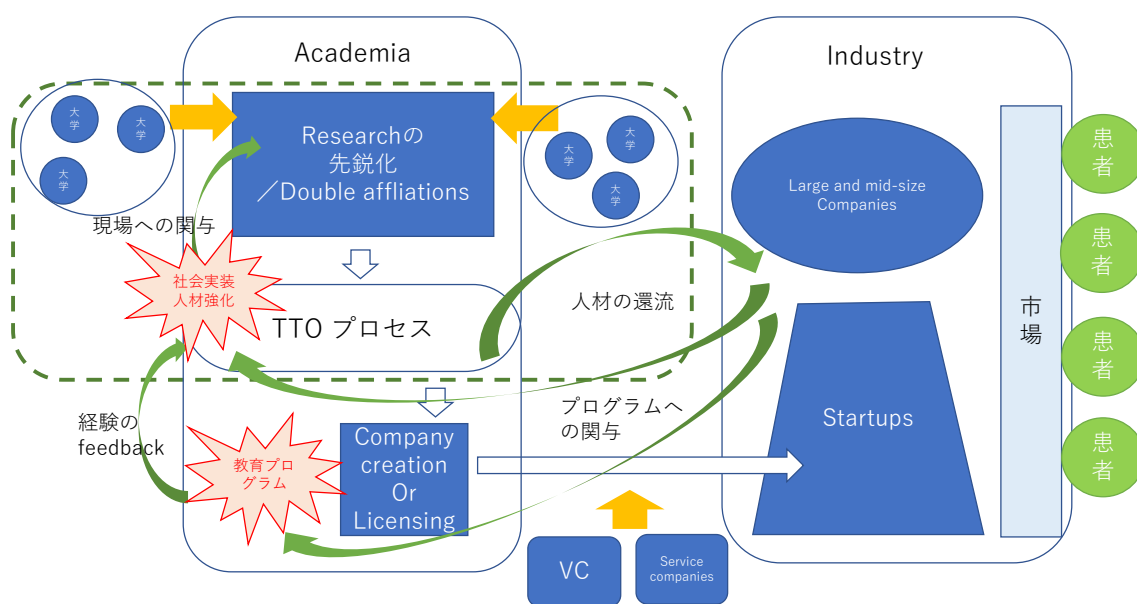 Academia
Industry
大
学
大
学
大
学
Researchの
先鋭化
／Double affliations
大
学
大
学
大
学
Large and mid-size
Companies
患
者
患
者
患
者
患
者
市
場
現場への関与
社会実装
人材強化
TTO プロセス
人材の還流
経験の
feedback
教育プロ
グラム
Company
creation
Or
Licensing
プログラムへ
の関与
Startups
VC
Service
companies